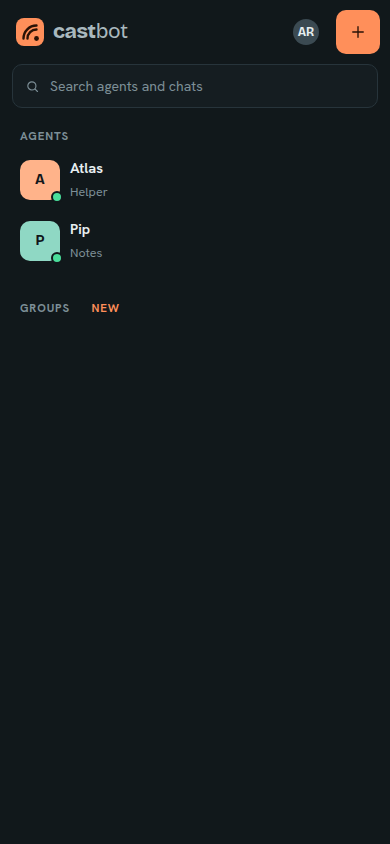 castbot
AR
+
Search agents and chats
AGENTS
A
Atlas
Helper
P
Pip
Notes
GROUPS NEW